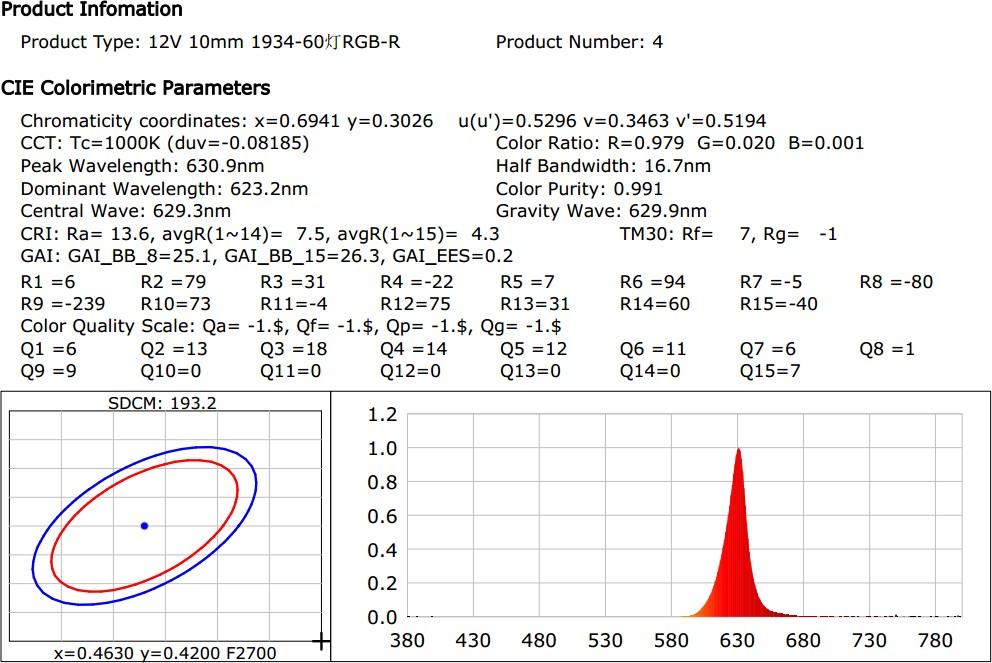 Product Infomation
Product Type: 12V 10mm 1934-60灯RGB-R Product Number: 4
CIE Colorimetric Parameters
Chromaticity coordinates: x=0.6941 y=0.3026 u(u')=0.5296 v=0.3463 v'=0.5194
CCT: Tc=1000K (duv=-0.08185) Color Ratio: R=0.979 G=0.020 B=0.001
Peak Wavelength: 630.9nm Half Bandwidth: 16.7nm
Dominant Wavelength: 623.2nm Color Purity: 0.991
Central Wave: 629.3nm Gravity Wave: 629.9nm
CRI: Ra= 13.6, avgR(1~14)= 7.5, avgR(1~15)= 4.3 TM30: Rf= 7, Rg= -1
GAI: GAI_BB_8=25.1, GAI_BB_15=26.3, GAI_EES=0.2
R1 =6 R2 =79 R3 =31 R4 =-22 R5 =7 R6 =94 R7 =-5 R8 =-80
R9 =-239 R10=73 R11=-4 R12=75 R13=31 R14=60 R15=-40
Color Quality Scale: Qa= -1.$, Qf= -1.$, Qp= -1.$, Qg= -1.$
Q1 =6 Q2 =13 Q3 =18 Q4 =14 Q5 =12 Q6 =11 Q7 =6 Q8 =1
Q9 =9 Q10=0 Q11=0 Q12=0 Q13=0 Q14=0 Q15=7
SDCM: 193.2
x=0.4630 y=0.4200 F2700
1.2
1.0
0.8
0.6
0.4
0.2
0.0
380 430 480 530 580 630 680 730 780